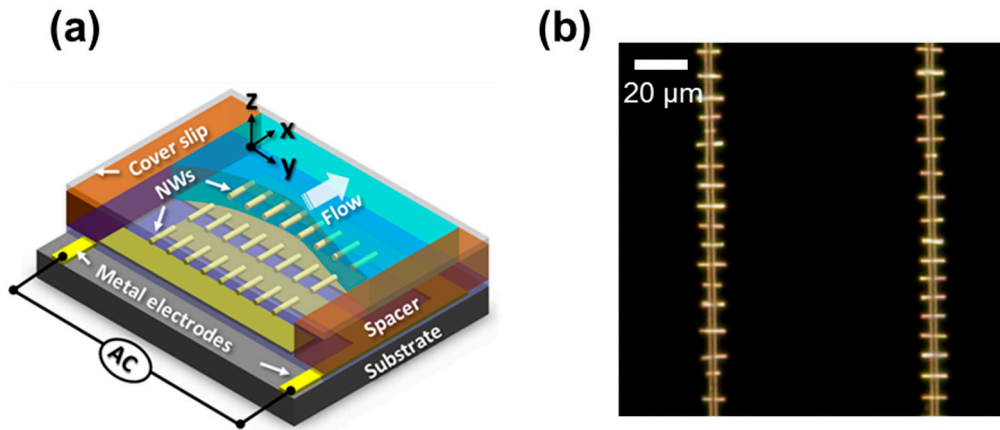 (a)
z
x
y
Cover slip
NWs
Flow
Metal electrodes
Spacer
Substrate
AC
(b)
20 μm